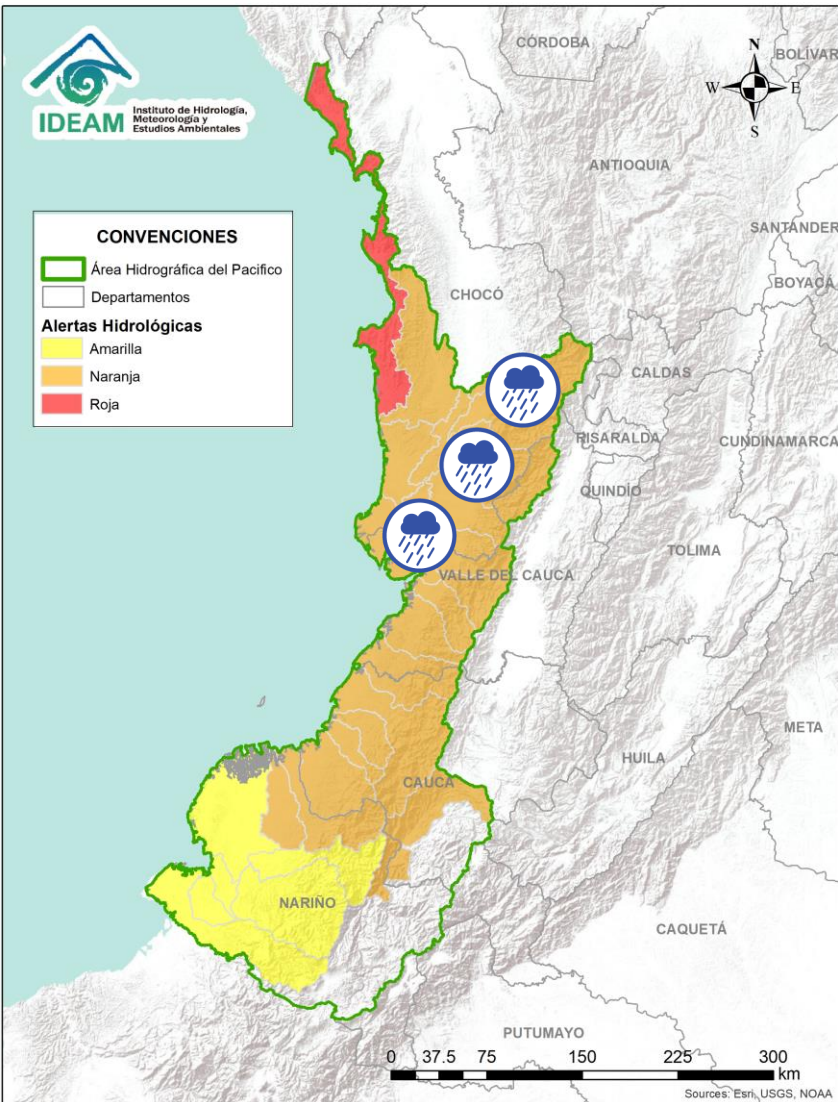 IDEAM
Instituto de Hidrología,
Meteorología y
Estudios Ambientales
N
W
E
S
CÓRDOBA
BOLÍVAR
ANTIOQUIA
SANTANDER
BOYACÁ
CHOCÓ
CALDAS
RISARALDA
CUNDINAMARCA
QUINDÍO
TOLIMA
VALLE DEL CAUCA
META
HUILA
CAUCA
NARIÑO
CAQUETÁ
PUTUMAYO
CONVENCIONES
Área Hidrográfica del Pacifico
Departamentos
Alertas Hidrológicas
Amarilla
Naranja
Roja
0 37.5 75 150 225 300
km
Sources: Esri, USGS, NOAA